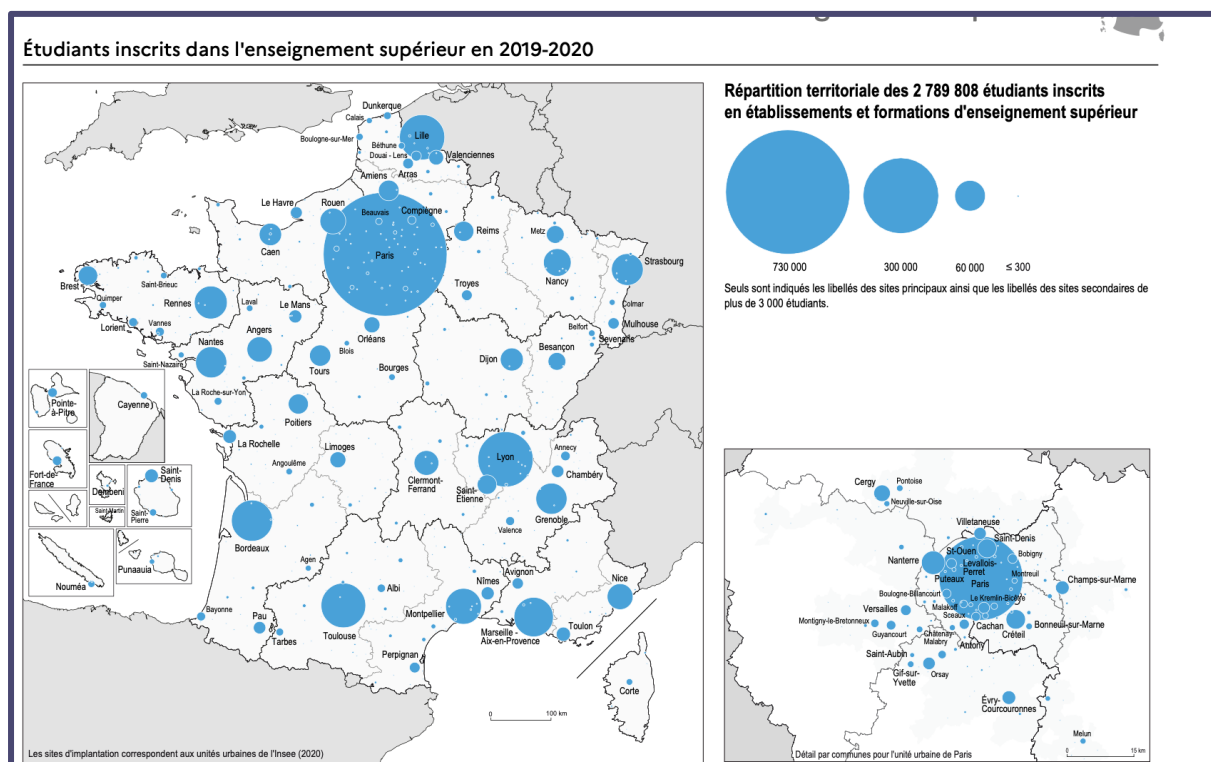 Étudiants inscrits dans l'enseignement supérieur en 2019-2020
Répartition territoriale des 2 789 808 étudiants inscrits
en établissements et formations d'enseignement supérieur
730 000
300 000
60 000
≤ 300
Seuls sont indiqués les libellés des sites principaux ainsi que les libellés des sites secondaires de
plus de 3 000 étudiants.
Dunkerque
Calais
Boulogne-sur-Mer
Lille
Béthune
Douai - Lens
Valenciennes
Arras
Amiens
Le Havre
Rouen
Beauvais
Compiègne
Caen
Paris
Reims
Metz
Nancy
Strasbourg
Brest
Saint-Brieuc
Quimper
Rennes
Laval
Le Mans
Troyes
Colmar
Lorient
Vannes
Mulhouse
Angers
Orléans
Belfort
Sevenans
Nantes
Blois
Besançon
Saint-Nazaire
Tours
Bourges
Dijon
La Roche-sur-Yon
Poitiers
La Rochelle
Limoges
Angoulême
Clermont-
Ferrand
Lyon
Annecy
Chambéry
Saint-
Étienne
Grenoble
Valence
Bordeaux
Agen
Albi
Nîmes
Avignon
Nice
Bayonne
Pau
Tarbes
Toulouse
Montpellier
Marseille -
Aix-en-Provence
Toulon
Perpignan
Corte
Pointe-
à-Pitre
Cayenne
Fort-de-
France
Dembeni
Saint-Martin
Saint-
Denis
Saint-
Pierre
Nouméa
Punaauia
0
100 km
Les sites d'implantation correspondent aux unités urbaines de l'Insee (2020)
Cergy
Pontoise
Neuville-sur-Oise
Villetaneuse
Saint-Denis
Nanterre
St-Ouen
Bobigny
Levallois-
Perret
Puteaux
Paris
Montreuil
Champs-sur-Marne
Boulogne-Billancourt
Le Kremlin-Bicêtre
Versailles
Malakoff
Sceaux
Montigny-le-Bretonneux
Guyancourt
Cachan
Créteil
Bonneuil-sur-Marne
Châtenay-
Malabry
Antony
Saint-Aubin
Gif-sur-
Yvette
Orsay
Évry-
Courcouronnes
Melun
0
15 km
Détail par communes pour l'unité urbaine de Paris